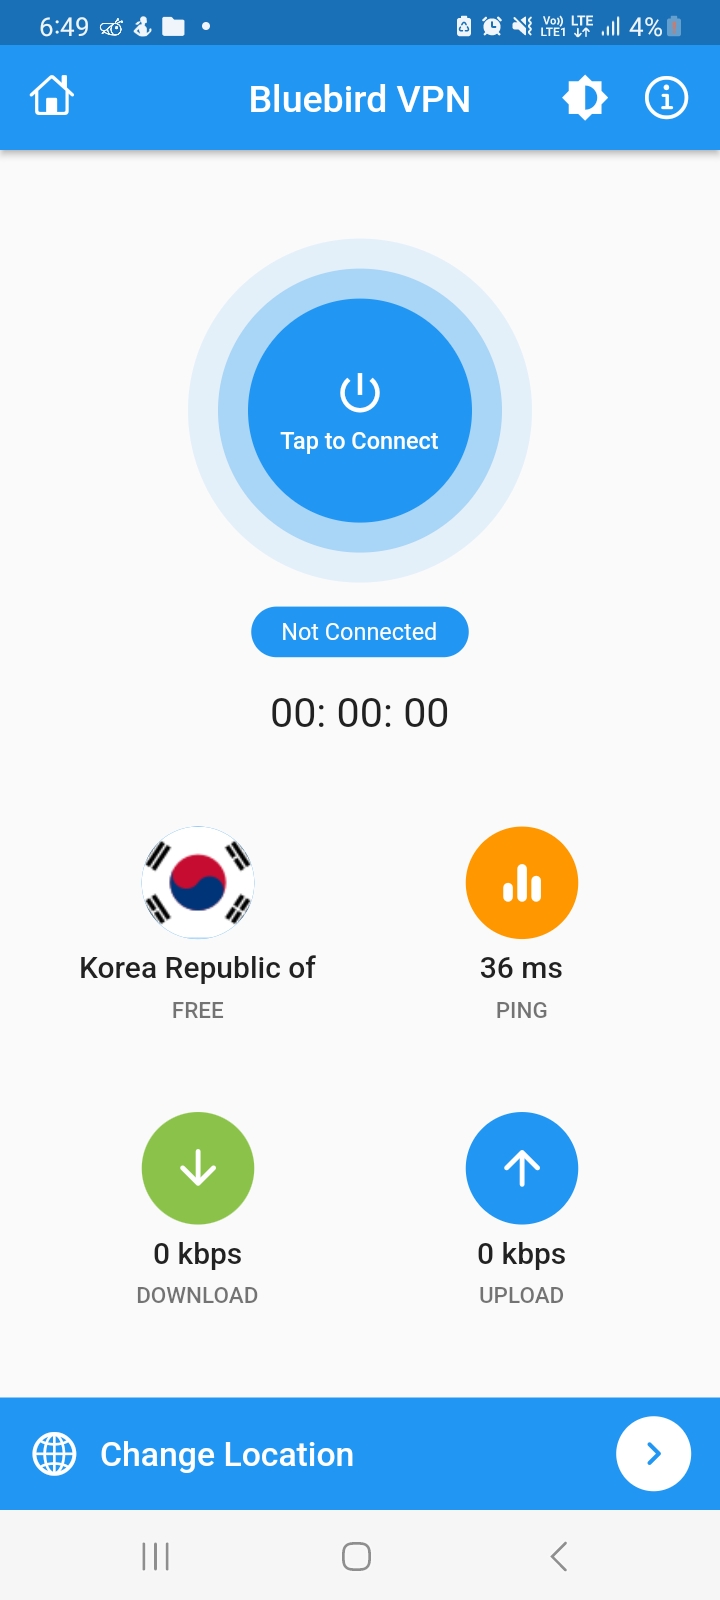 6:49
Vo)) LTE
LTE1
4%
Bluebird VPN
Tap to Connect
Not Connected
00: 00: 00
Korea Republic of
36 ms
FREE
PING
0 kbps
0 kbps
DOWNLOAD
UPLOAD
Change Location